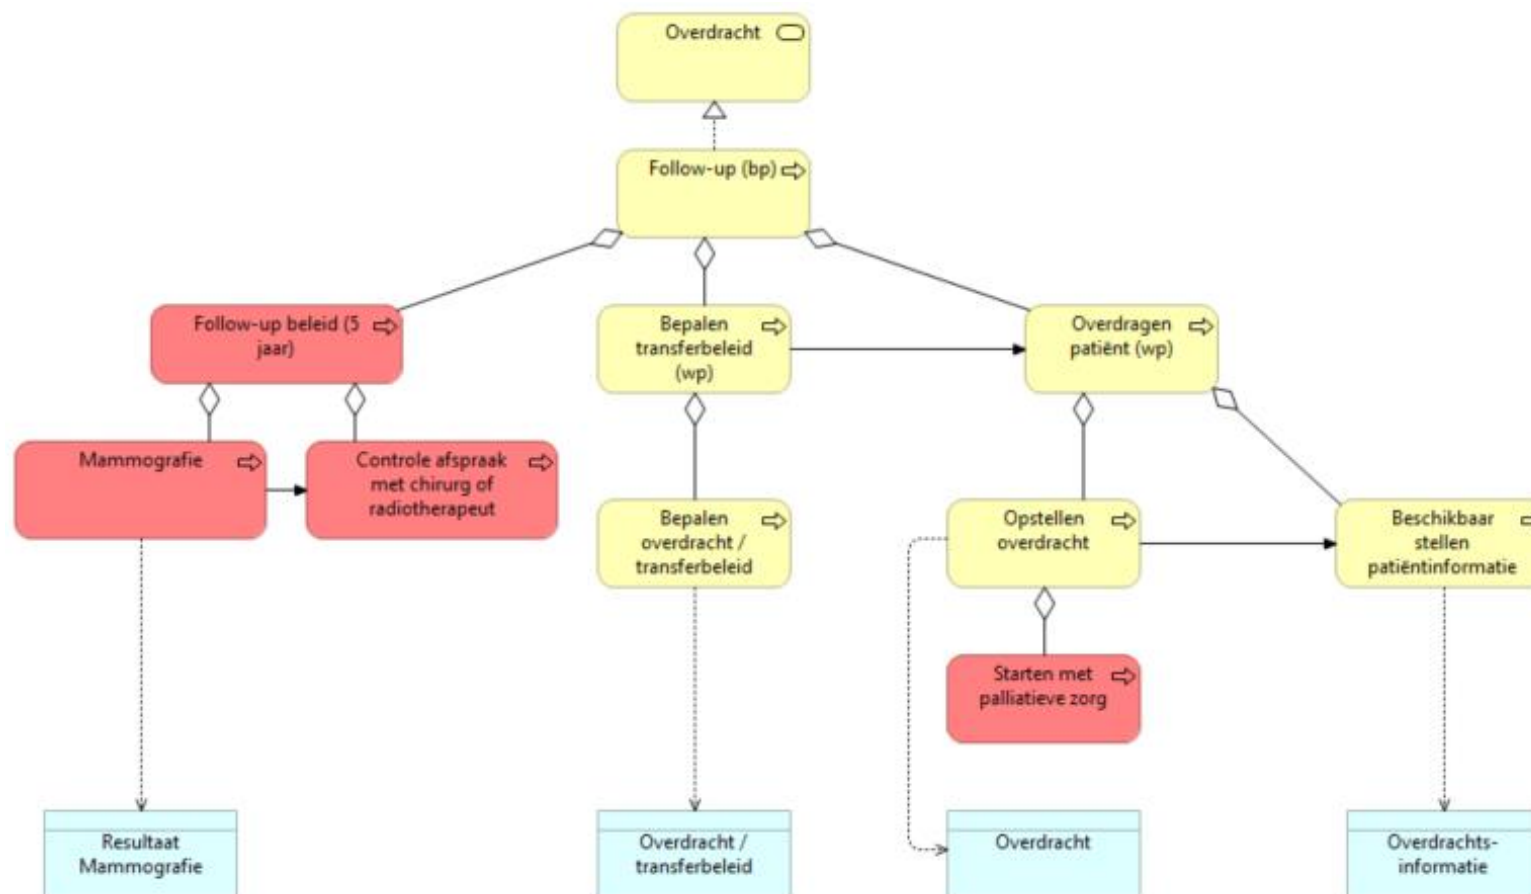 Overdracht
Follow-up (bp)
Follow-up beleid (5
jaar)
Bepalen
transferbeleid
(wp)
Overdragen
patiënt (wp)
Mammografie
Controle afspraak
met chirurg of
radiotherapeut
Bepalen
overdracht /
transferbeleid
Opstellen
overdracht
Beschikbaar
stellen
patiëntinformatie
Starten met
palliatieve zorg
Resultaat
Mammografie
Overdracht /
transferbeleid
Overdracht
Overdrachts-
informatie